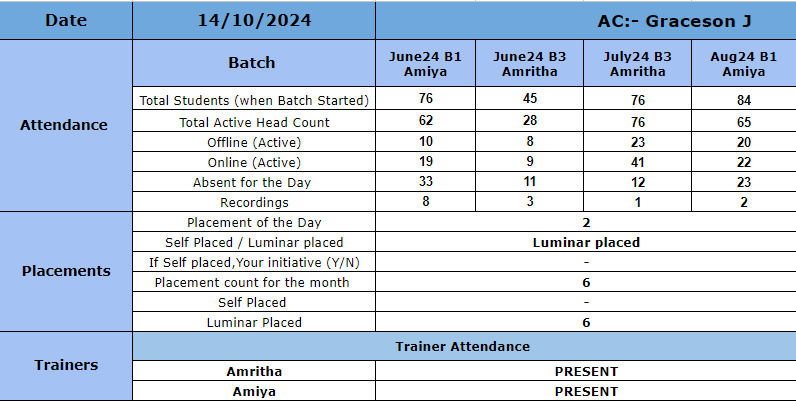 Date 14/10/2024 AC:- Graceson J
Attendance
Batch June24 B1 Amiya June24 B3 Amritha July24 B3 Amritha Aug24 B1 Amiya
Total Students (when Batch Started) 76 45 76 84
Total Active Head Count 62 28 76 65
Offline (Active) 10 8 23 20
Online (Active) 19 9 41 22
Absent for the Day 33 11 12 23
Recordings 8 3 1 2
Placements
Placement of the Day 2
Self Placed / Luminar placed Luminar placed
If Self placed,Your initiative (Y/N) -
Placement count for the month 6
Self Placed -
Luminar Placed 6
Trainers
Trainer Attendance
Amritha PRESENT
Amiya PRESENT